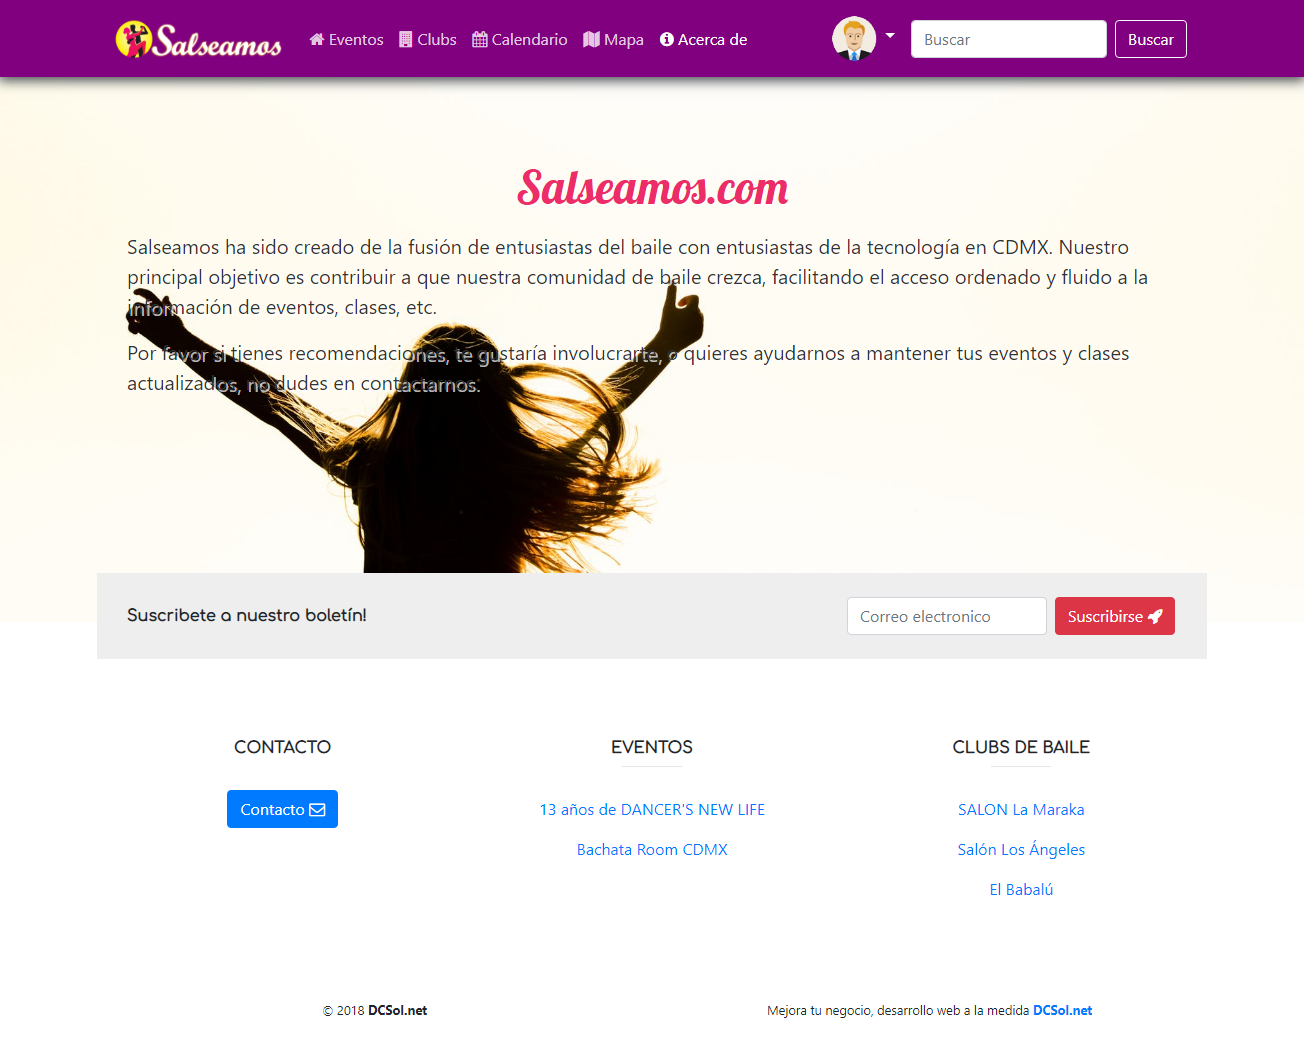 Salseamos
Eventos
Clubs
Calendario
Mapa
Acerca de
Buscar
Buscar
Salseamos.com
Salseamos ha sido creado de la fusión de entusiastas del baile con entusiastas de la tecnología en CDMX. Nuestro
principal objetivo es contribuir a que nuestra comunidad de baile crezca, facilitando el acceso ordenado y fluido a la
información de eventos, clases, etc.
Por favor si tienes recomendaciones, te gustaría involucrarte, o quieres ayudarnos a mantener tus eventos y clases
actualizados, no dudes en contactarnos.
Suscribete a nuestro boletín!
Correo electronico
Suscribirse
CONTACTO
Contacto
EVENTOS
13 años de DANCER'S NEW LIFE
Bachata Room CDMX
CLUBS DE BAILE
SALON La Maraka
Salón Los Ángeles
El Babalú
© 2018 DCSol.net
Mejora tu negocio, desarrollo web a la medida DCSol.net